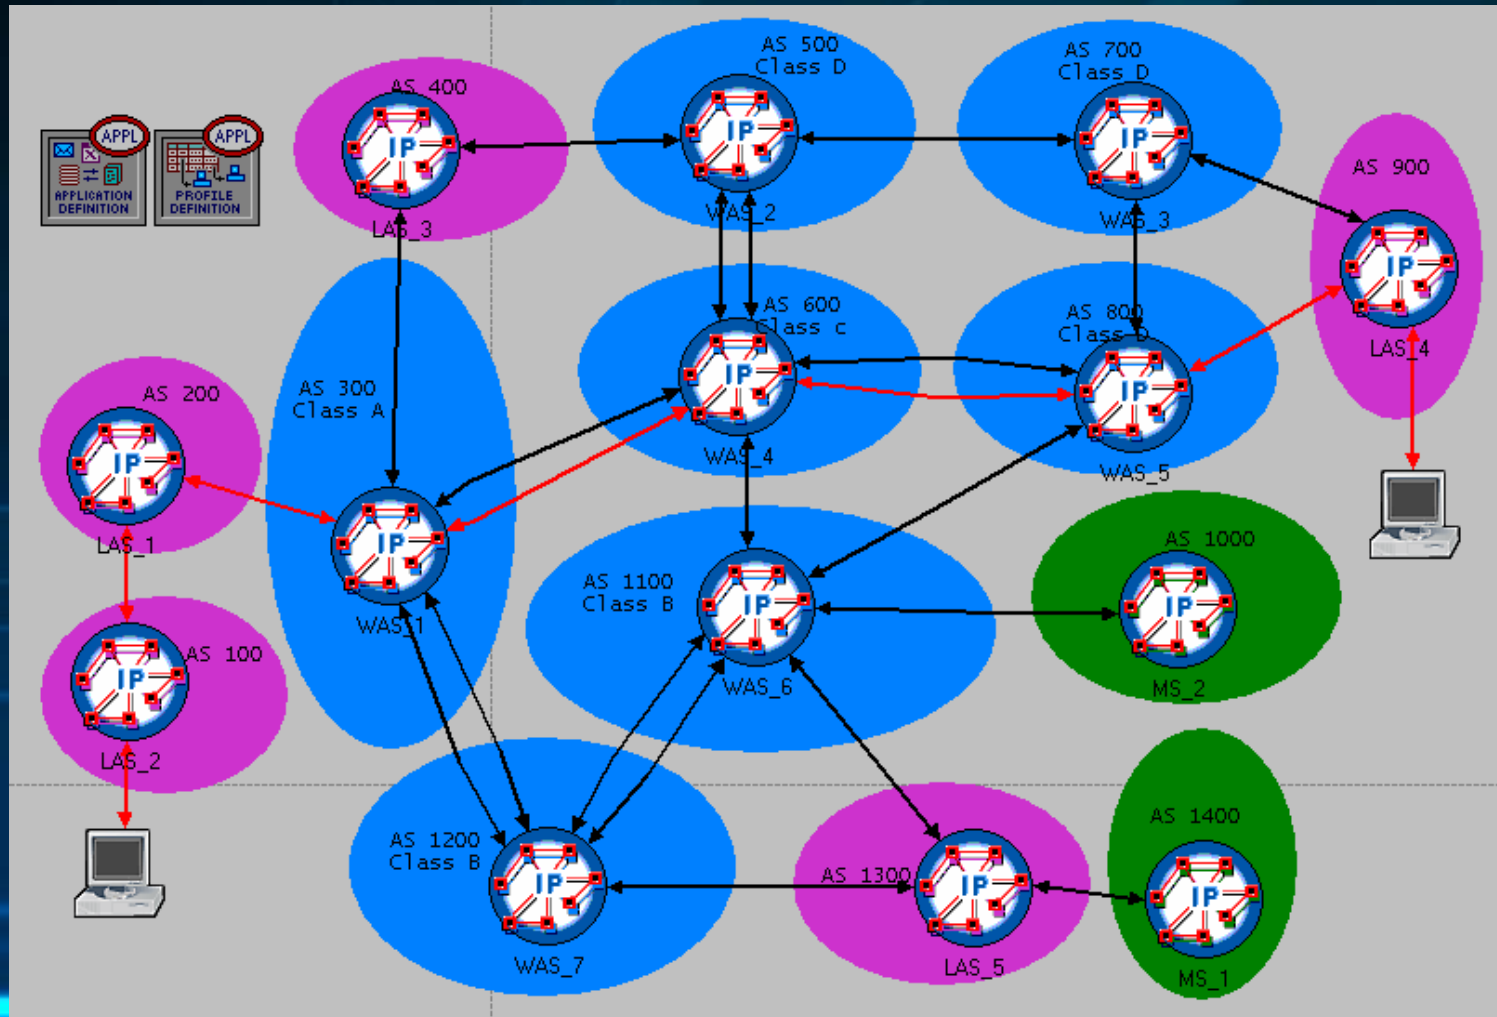 AS 500
Class D
AS 700
Class D
AS 400
APPL
APPL
IP
IP
IP
APPLICATION
DEFINITION
PROFILE
DEFINITION
AS 900
WAS_2
WAS_3
LAS_3
IP
AS 600
Class c
AS 800
Class D
LAS_4
IP
IP
AS 300
Class A
AS 200
WAS_4
WAS_5
IP
LAS_1
IP
AS 1000
AS 1100
Class B
IP
IP
WAS_1
AS 100
IP
WAS_6
MS_2
LAS_2
AS 1400
AS 1200
Class B
AS 1300
IP
IP
IP
WAS_7
LAS_5
MS_1